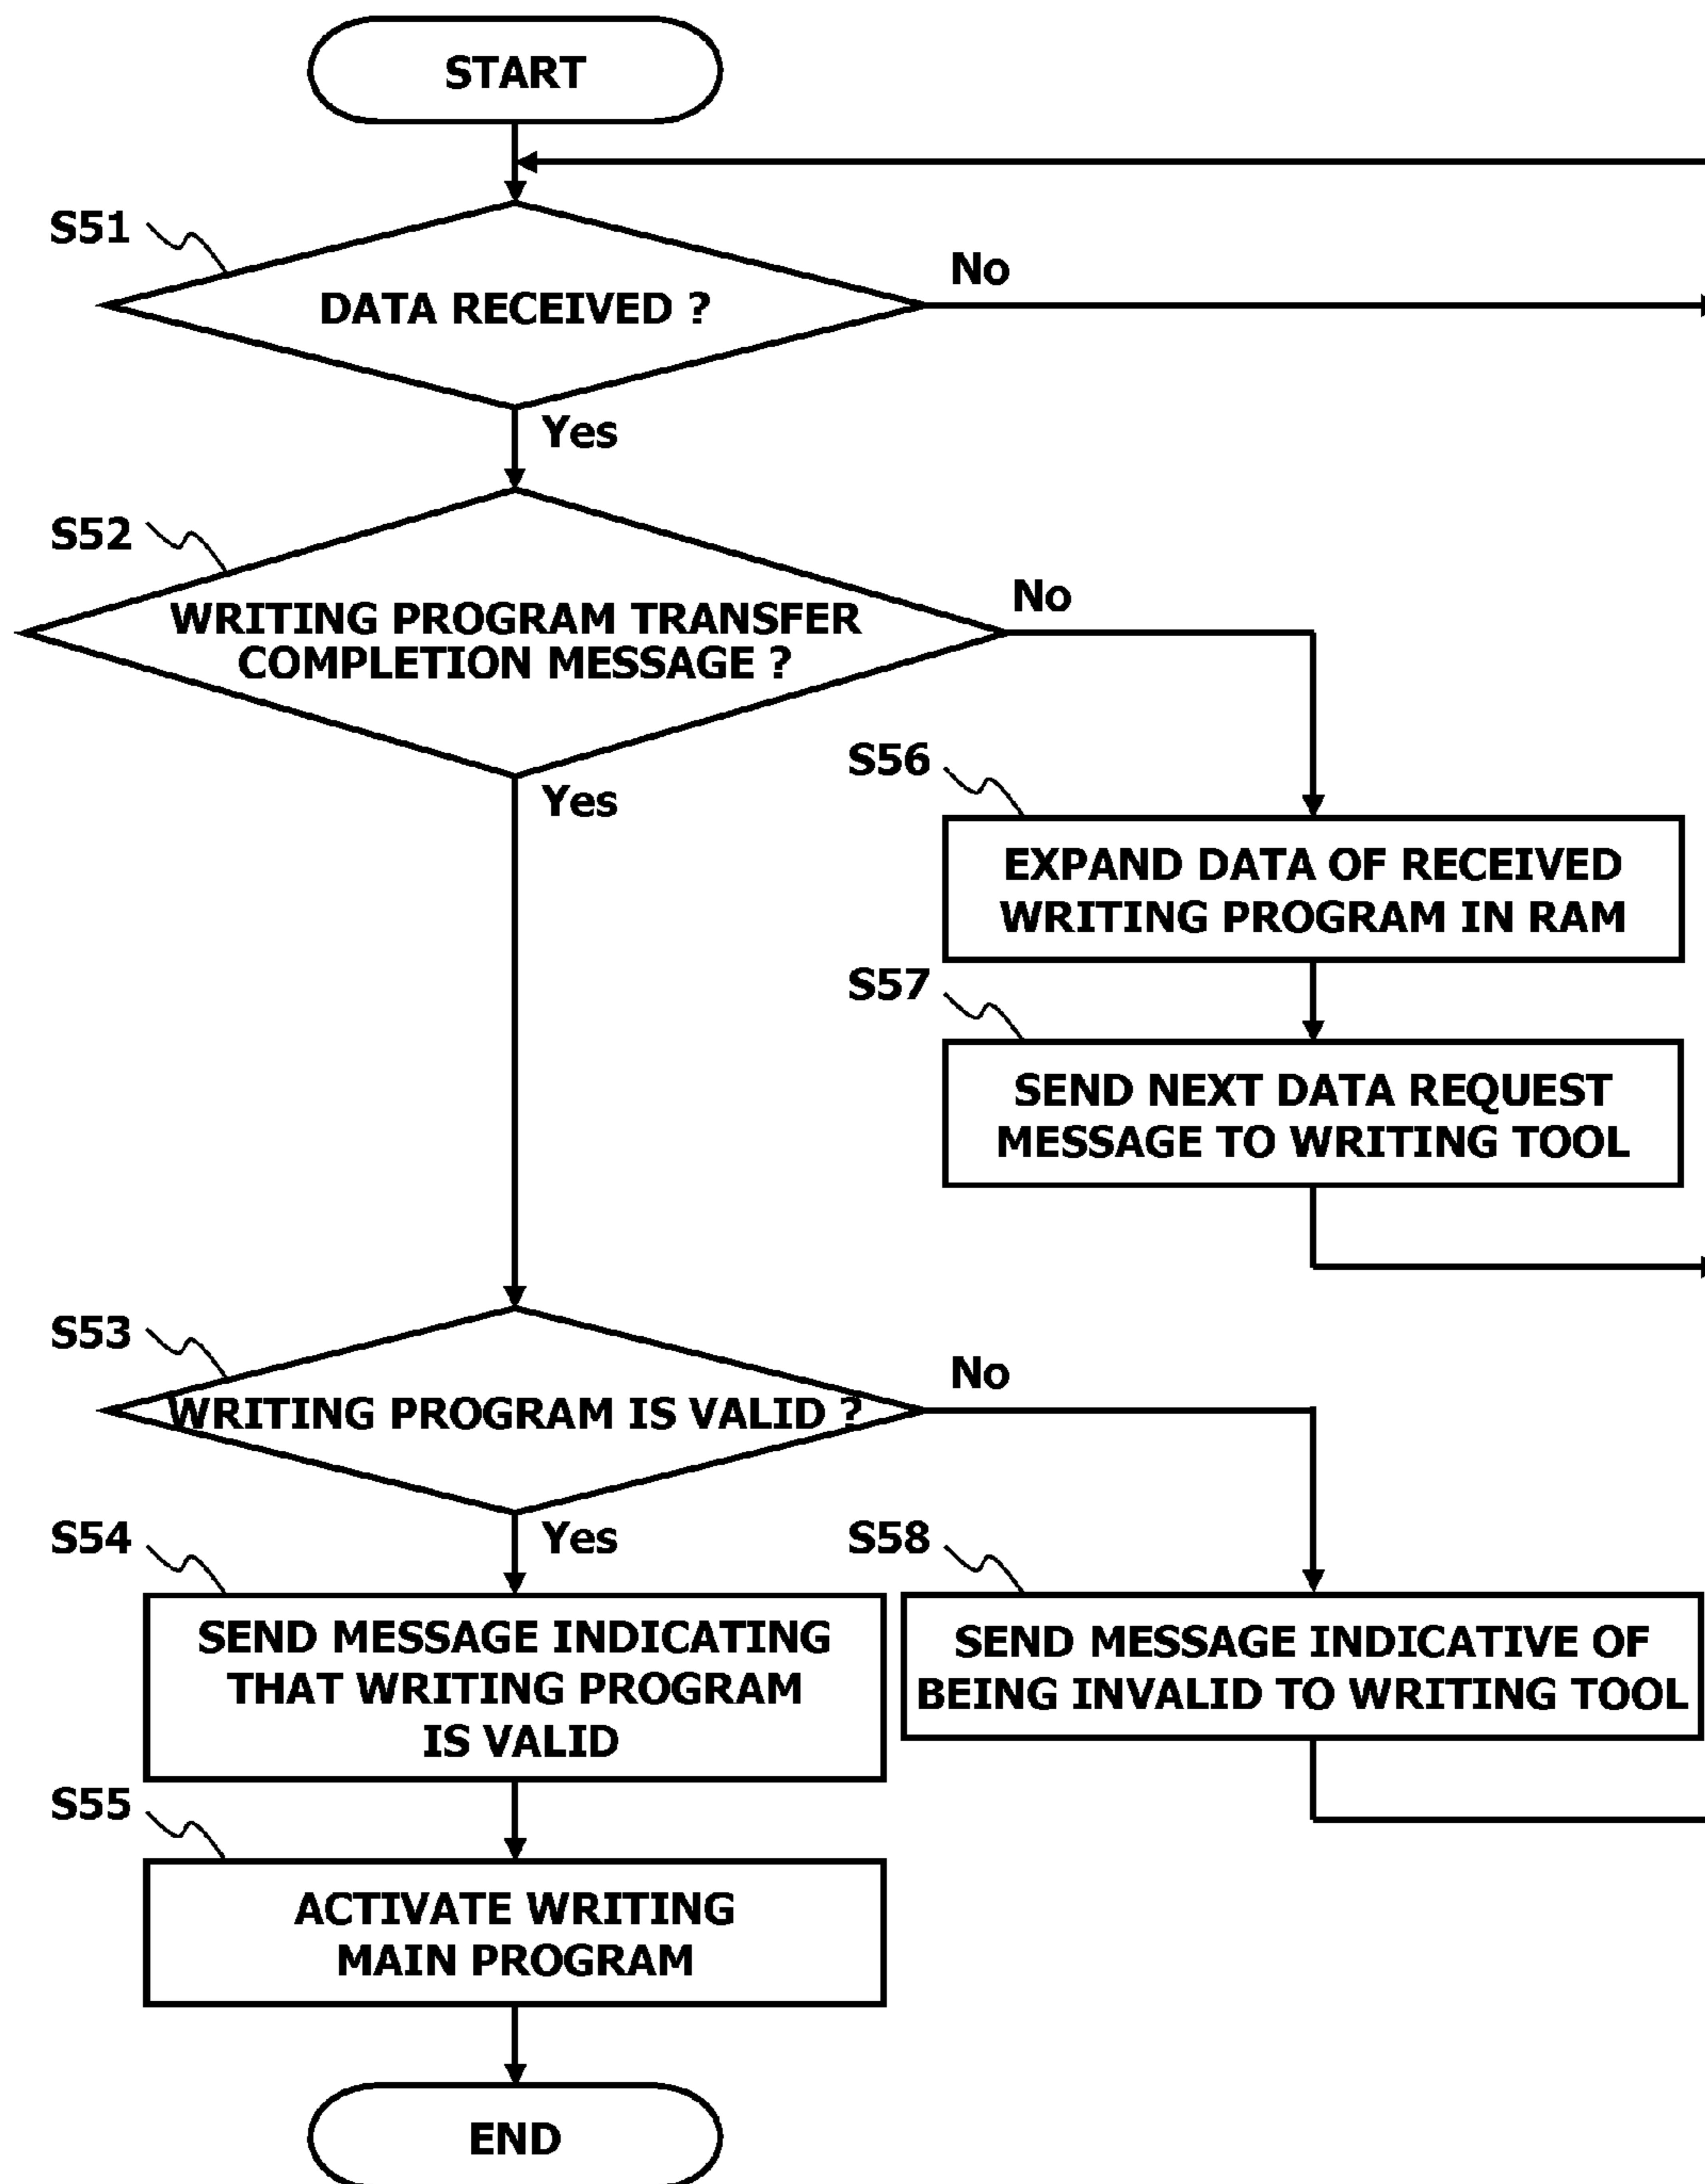 START
S51
DATA RECEIVED ?
No
Yes
S52
WRITING PROGRAM TRANSFER
COMPLETION MESSAGE ?
No
Yes
S56
EXPAND DATA OF RECEIVED
WRITING PROGRAM IN RAM
S57
SEND NEXT DATA REQUEST
MESSAGE TO WRITING TOOL
S53
WRITING PROGRAM IS VALID ?
No
Yes
S54
SEND MESSAGE INDICATING
THAT WRITING PROGRAM
IS VALID
S58
SEND MESSAGE INDICATIVE OF
BEING INVALID TO WRITING TOOL
S55
ACTIVATE WRITING
MAIN PROGRAM
END